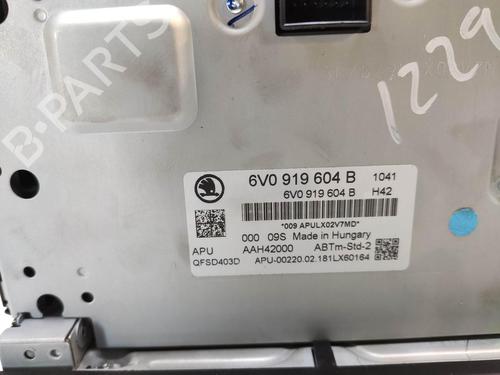 B-PARTS
1229
6V0 919 604 B 1041
6V0 919 604 B H42
*009 APULX02V7MD*
000 09S Made in Hungary
APU AAH42000 ABTm-Std-2
QFSD403D APU-00220.02.181LX60164